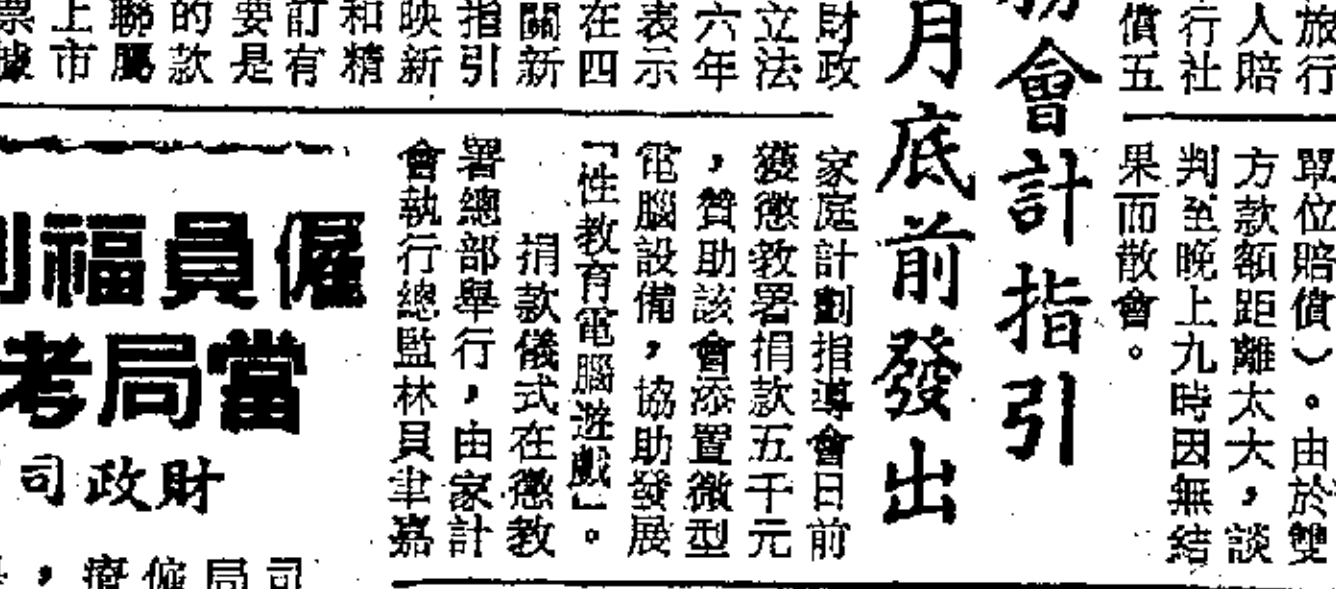 旅行
人賠
行社
償五
單位賠償）。由於雙
方款額距離太大，談
判至晚上九時因無結
果而散會。
會計指引
月底前發出
財政
立法
六年
表示
在四
關新
指引
映新
和精
訂有
要是
的款
聯屬
上市
票據
家庭計劃指導會日前
獲懲教署捐款五千元
，贊助該會添置微型
電腦設備，協助發展
「性教育電腦遊戲」。
捐款儀式在懲教
署總部舉行，由家計
會執行總監林員聿嘉
僱員福利
當局考
財政司
司
局
僱
療
，